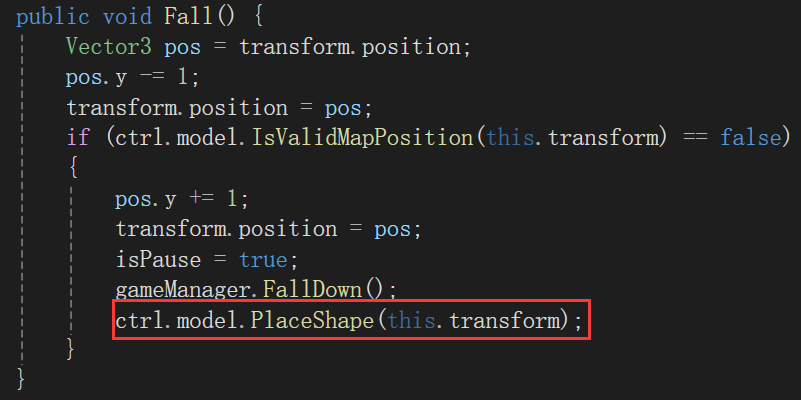 public void Fall() {
Vector3 pos = transform.position;
pos.y -= 1;
transform.position = pos;
if (ctrl.model.IsValidMapPosition(this.transform) == false)
{
pos.y += 1;
transform.position = pos;
isPause = true;
gameManager.FallDown();
ctrl.model.PlaceShape(this.transform);
}
}